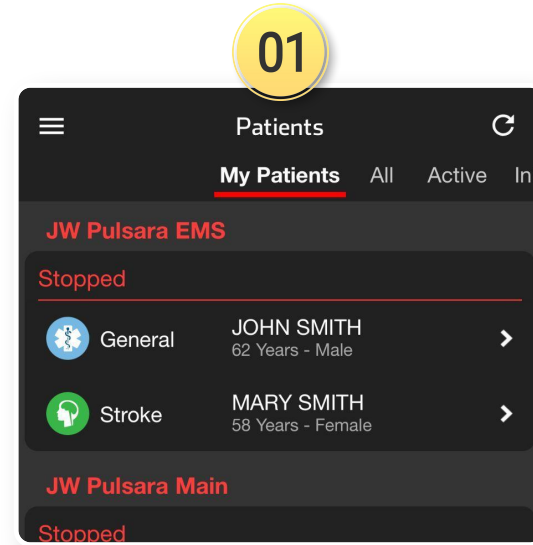 01
Patients
My Patients All Active In
JW Pulsara EMS
Stopped
General JOHN SMITH
62 Years - Male
Stroke MARY SMITH
58 Years - Female
JW Pulsara Main
Stopped